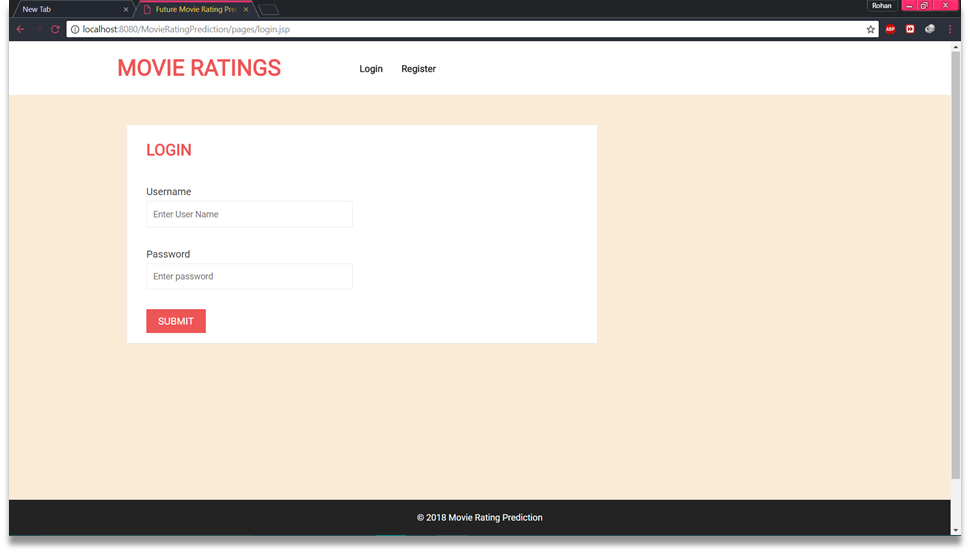 Rohan
New Tab
Future Movie Rating Pre
localhost:8080/MovieRatingPrediction/pages/login.jsp
ABP
MOVIE RATINGS
Login
Register
LOGIN
Username
Enter User Name
Password
Enter password
SUBMIT
© 2018 Movie Rating Prediction